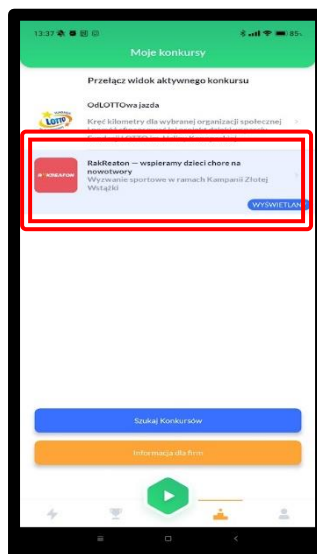 13:37
85
Moje konkursy
Przełącz widok aktywnego konkursu
OdLOTTOwa jazda
LOTTO
Kręć kilometry dla wybranej organizacji społecznej
RakReaton — wspieramy dzieci chore na
nowotwory
Wyzwanie sportowe w ramach Kampanii Złotej
Wstążki
WYŚWIETLAN
Szukaj Konkursów
Informacja dla firm